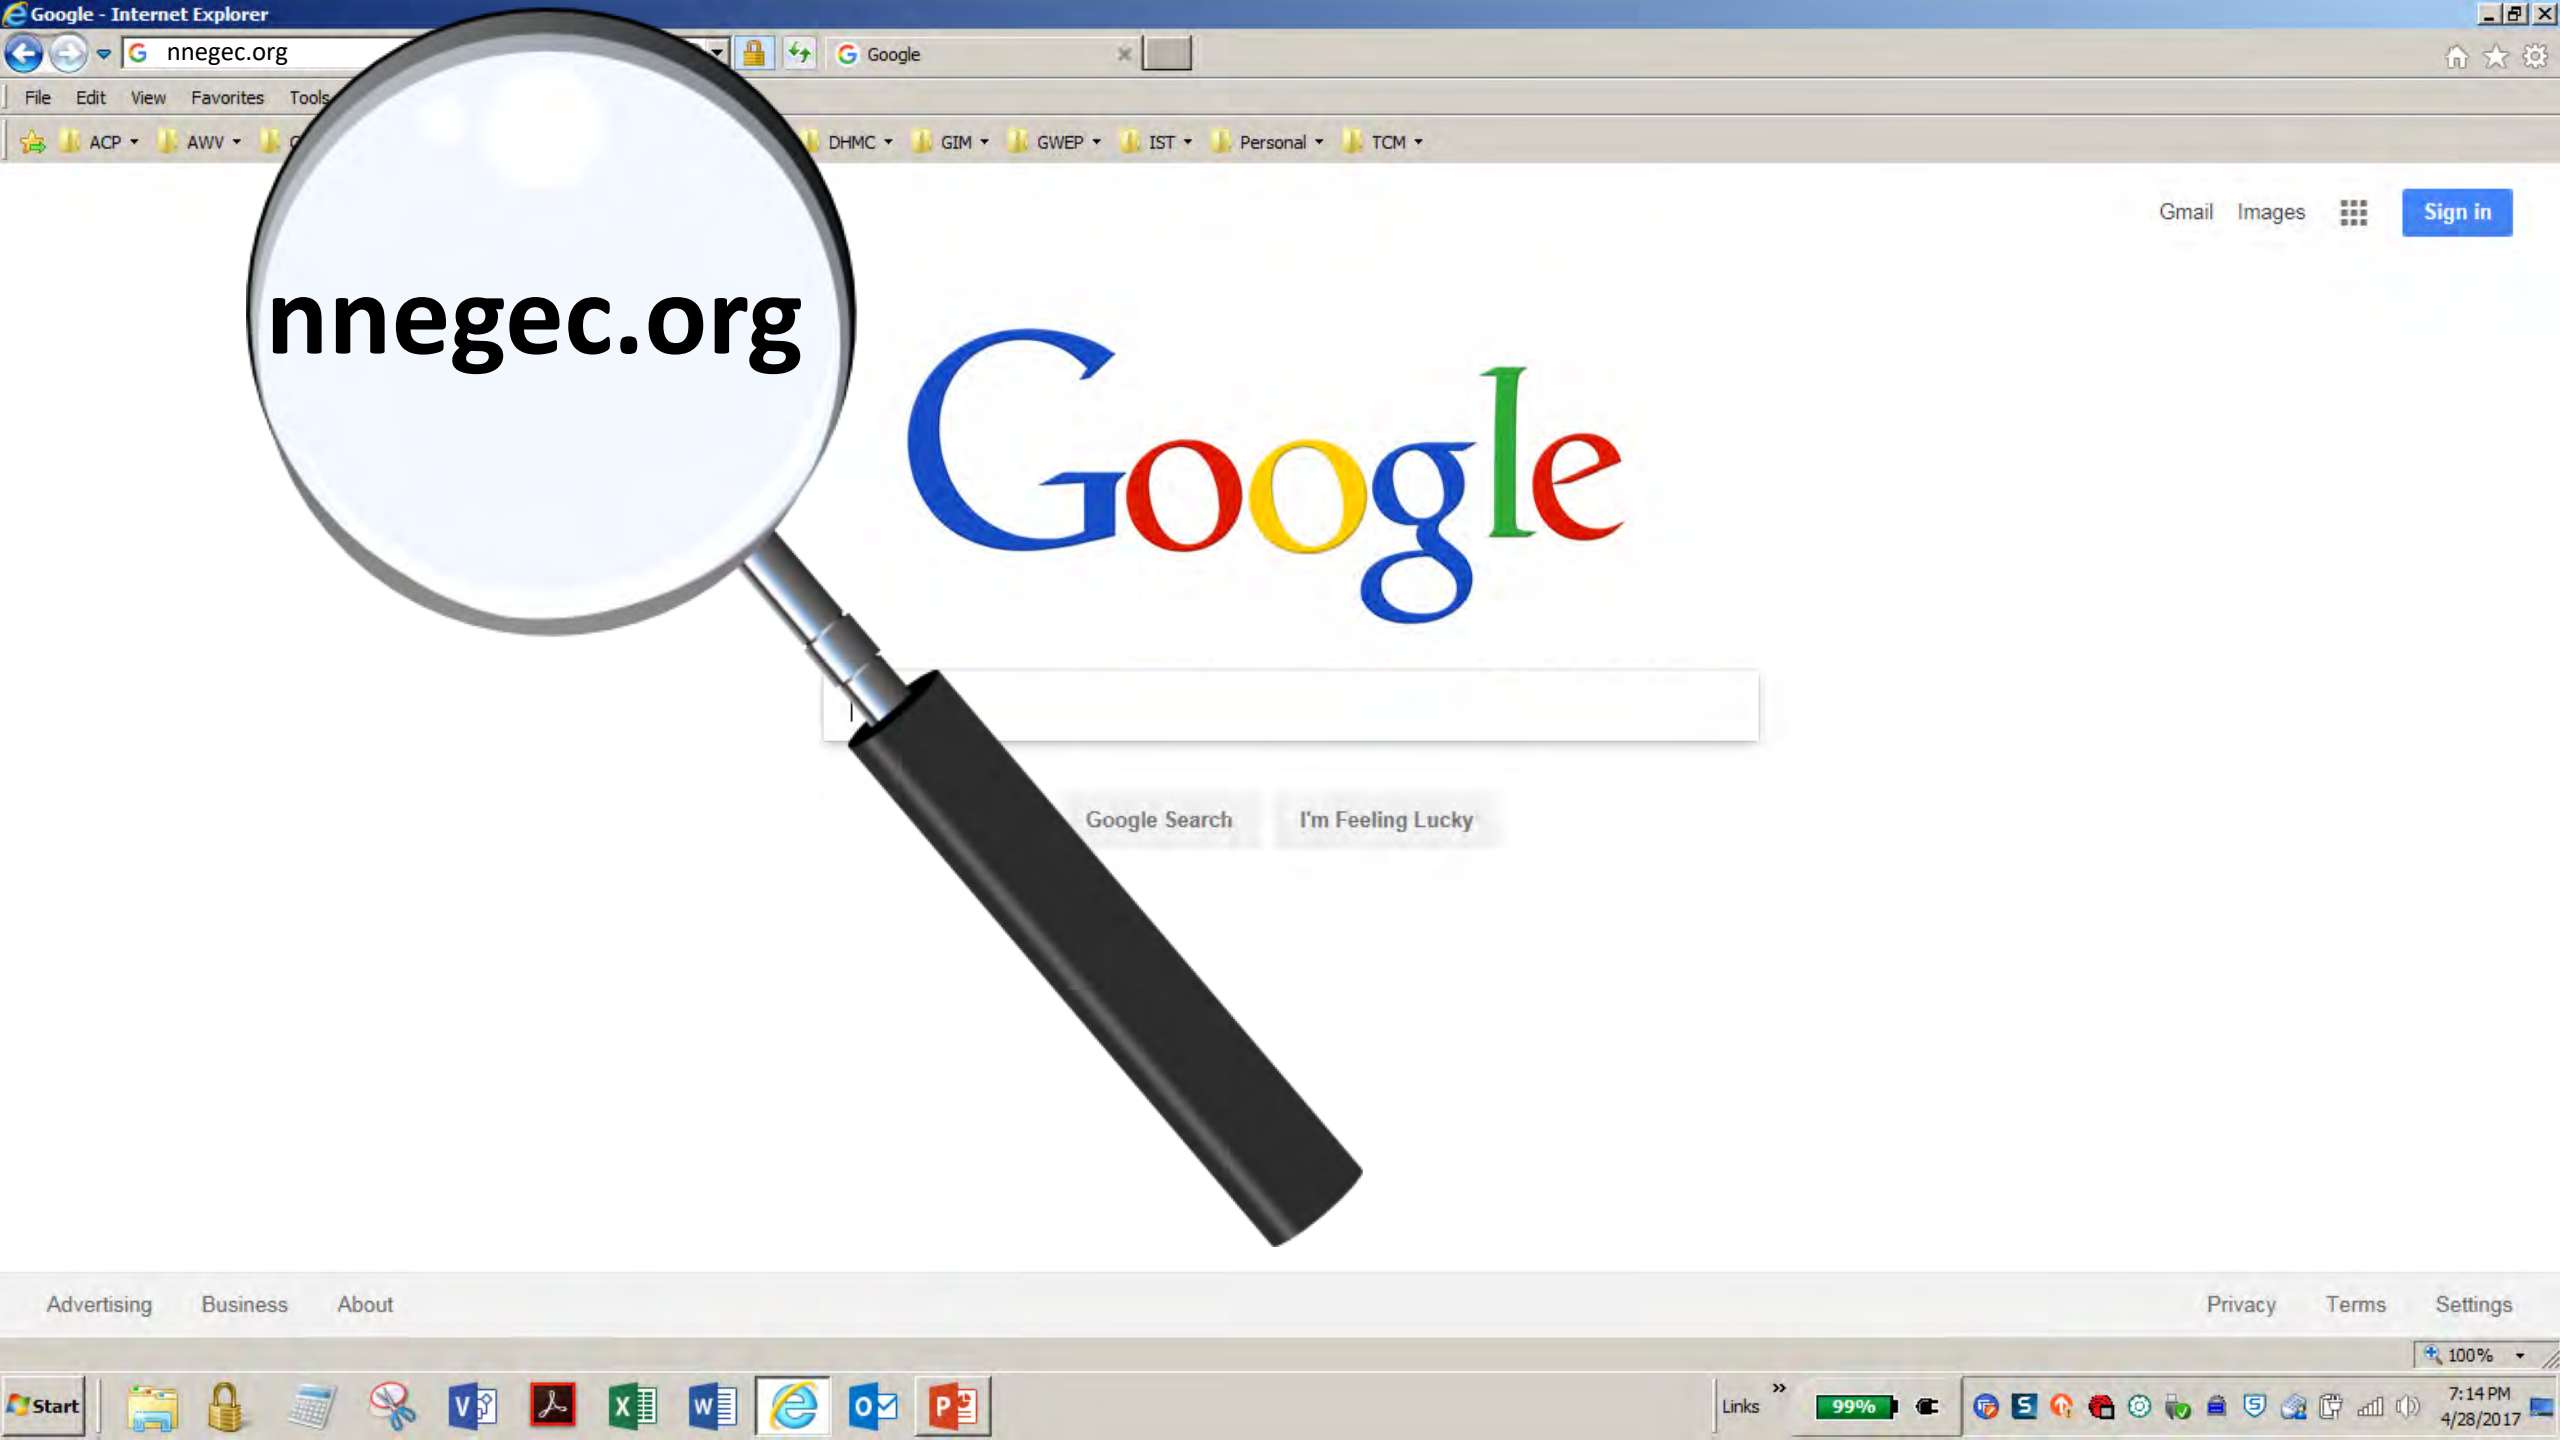 Google - Internet Explorer
nnegec.org
Google
File Edit View Favorites Tools
ACP AWV DHMC GIM GWEP IST Personal TCM
Gmail Images Sign in
nnegec.org
Google
Google Search I'm Feeling Lucky
Advertising Business About Privacy Terms Settings
100%
Start Links 99% 7:14 PM
4/28/2017